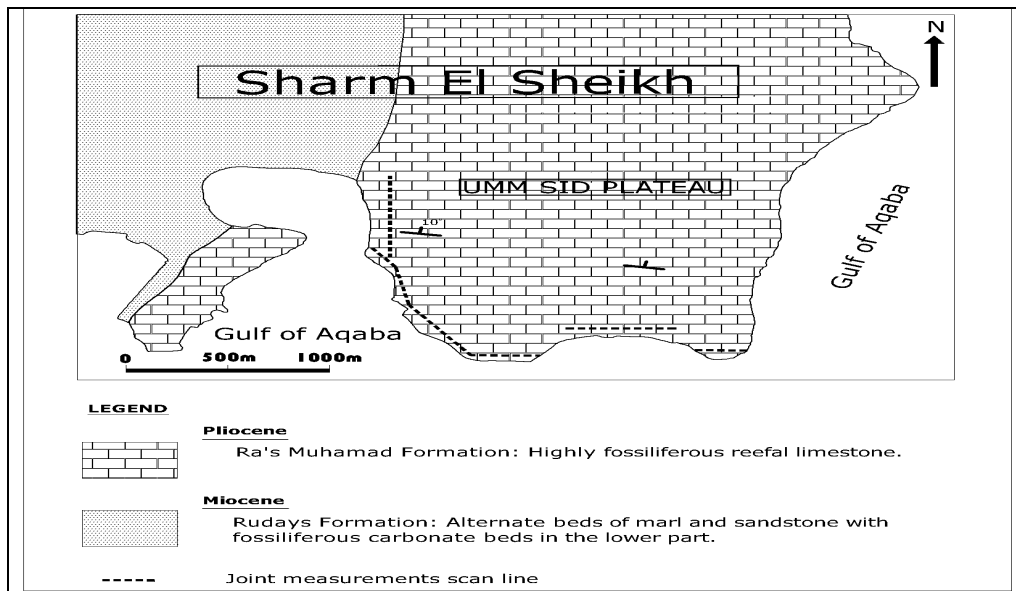 N
Sharm El Sheikh
UMM SID PLATEAU
10°
Gulf of Aqaba
Gulf of Aqaba
0 500m 1000m
LEGEND
Pliocene
Ra's Muhamad Formation: Highly fossiliferous reefal limestone.
Miocene
Rudays Formation: Alternate beds of marl and sandstone with
fossiliferous carbonate beds in the lower part.
Joint measurements scan line